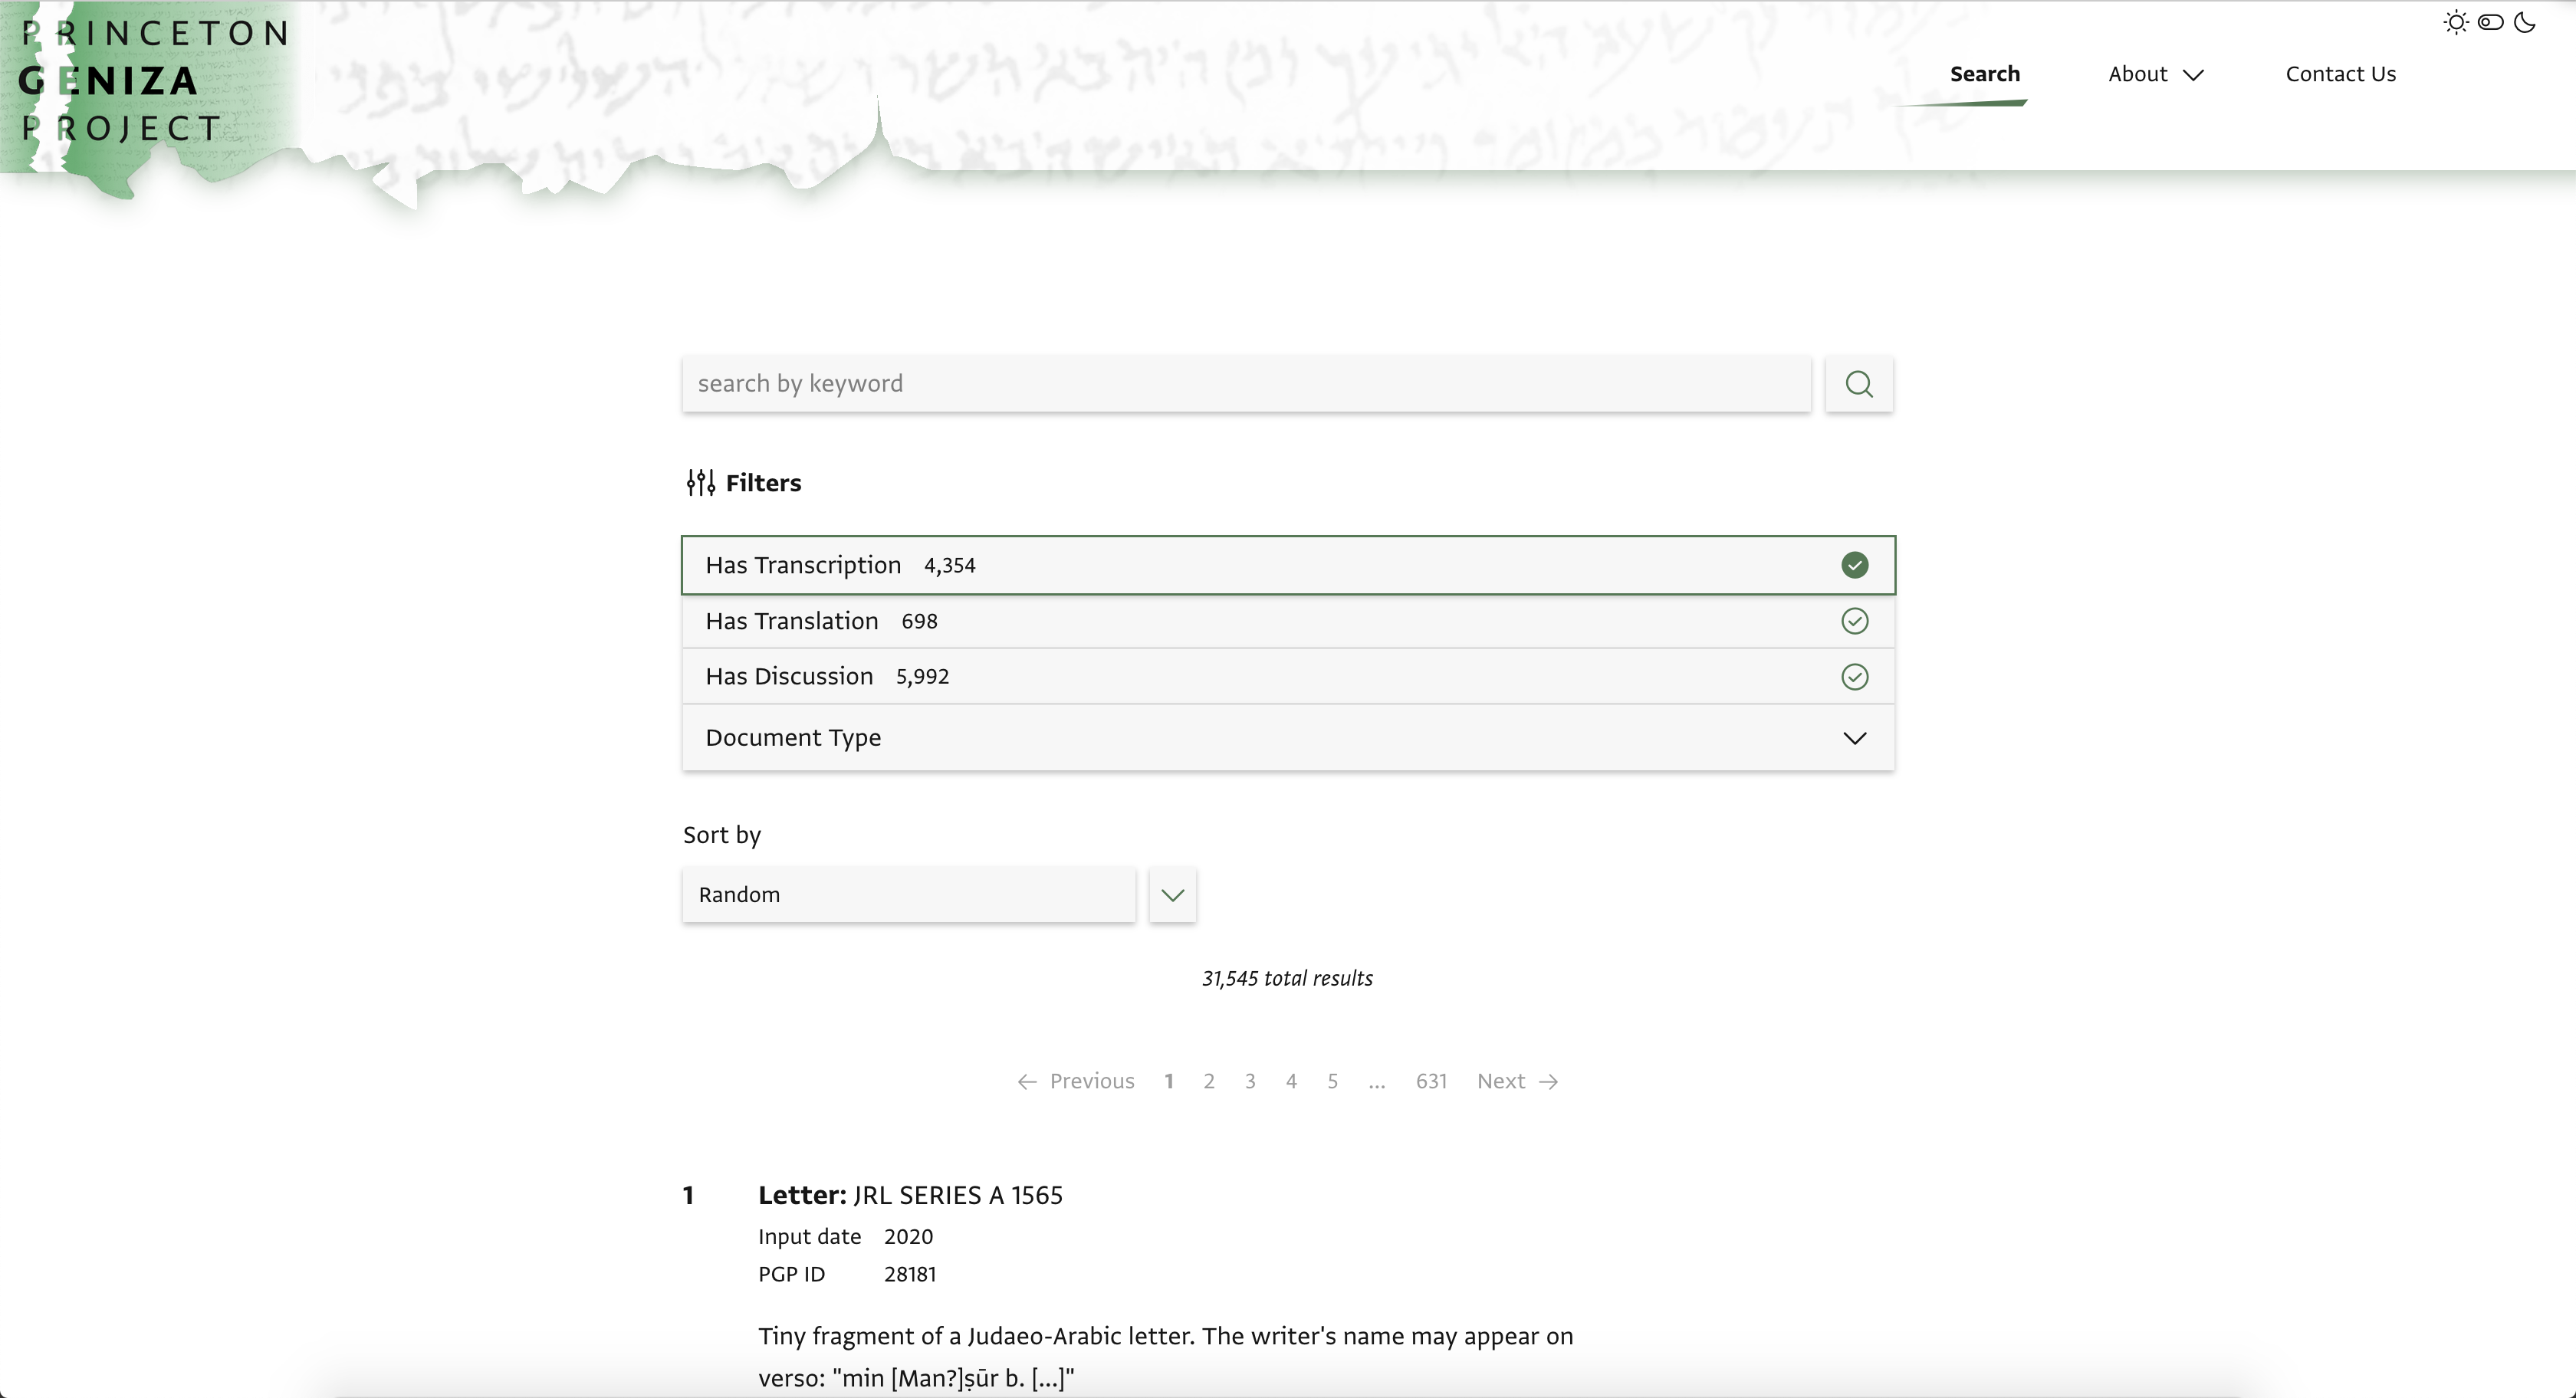 PRINCETON
GENIZA
PROJECT
Search
About
Contact Us
search by keyword
Filters
Has Transcription 4,354
Has Translation 698
Has Discussion 5,992
Document Type
Sort by
Random
31,545 total results
← Previous 1 2 3 4 5 ... 631 Next →
1 Letter: JRL SERIES A 1565
Input date 2020
PGP ID 28181
Tiny fragment of a Judaeo-Arabic letter. The writer's name may appear on
verso: "min [Man?]ṣūr b. [...]"